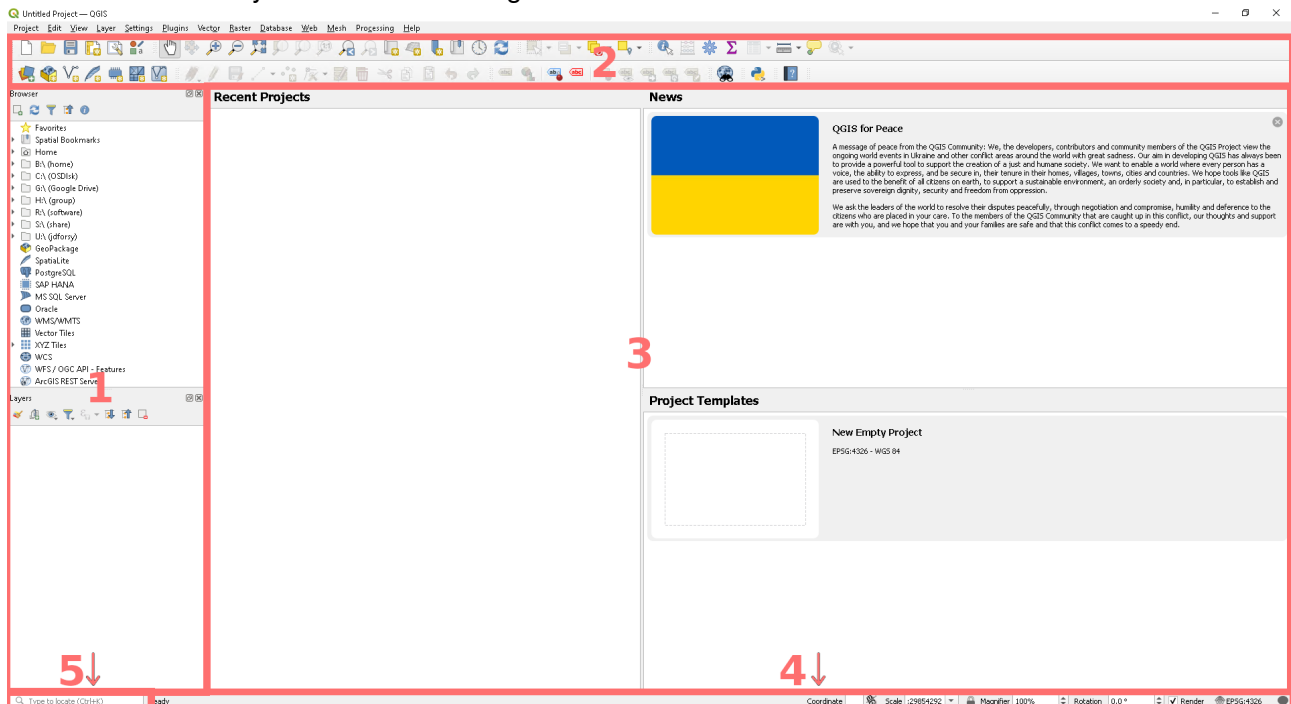 Untitled Project — QGIS
Project Edit View Layer Settings Plugins Vector Raster Database Web Mesh Processing Help
2
Browser
Favorites
Spatial Bookmarks
Home
B:\ (home)
C:\ (OSDisk)
G:\ (Google Drive)
H:\ (group)
R:\ (software)
S:\ (share)
U:\ (jdforsy)
GeoPackage
SpatiaLite
PostgreSQL
SAP HANA
MS SQL Server
Oracle
WMS/WMTS
Vector Tiles
XYZ Tiles
WCS
WFS / OGC API - Features
ArcGIS REST Serve
1
Layers
5
Type to locate (Ctrl+K)
Recent Projects
3
News
QGIS for Peace
A message of peace from the QGIS Community: We, the developers, contributors and community members of the QGIS Project view the
ongoing world events in Ukraine and other conflict areas around the world with great sadness. Our aim in developing QGIS has always been
to provide a powerful tool to support the creation of a just and humane society. We want to enable a world where every person has a
voice, the ability to express, and be secure in, their tenure in their homes, villages, towns, cities and countries. We hope tools like QGIS
are used to the benefit of all citizens on earth, to support a sustainable environment, an orderly society and, in particular, to establish and
preserve sovereign dignity, security and freedom from oppression.
We ask the leaders of the world to resolve their disputes peacefully, through negotiation and compromise, humility and deference to the
citizens who are placed in your care. To the members of the QGIS Community that are caught up in this conflict, our thoughts and support
are with you, and we hope that you and your families are safe and that this conflict comes to a speedy end.
Project Templates
New Empty Project
EPSG:4326 - WGS 84
4
eady Coordinate Scale :29854292 Magnifier 100% Rotation 0.0 ° Render EPSG:4326